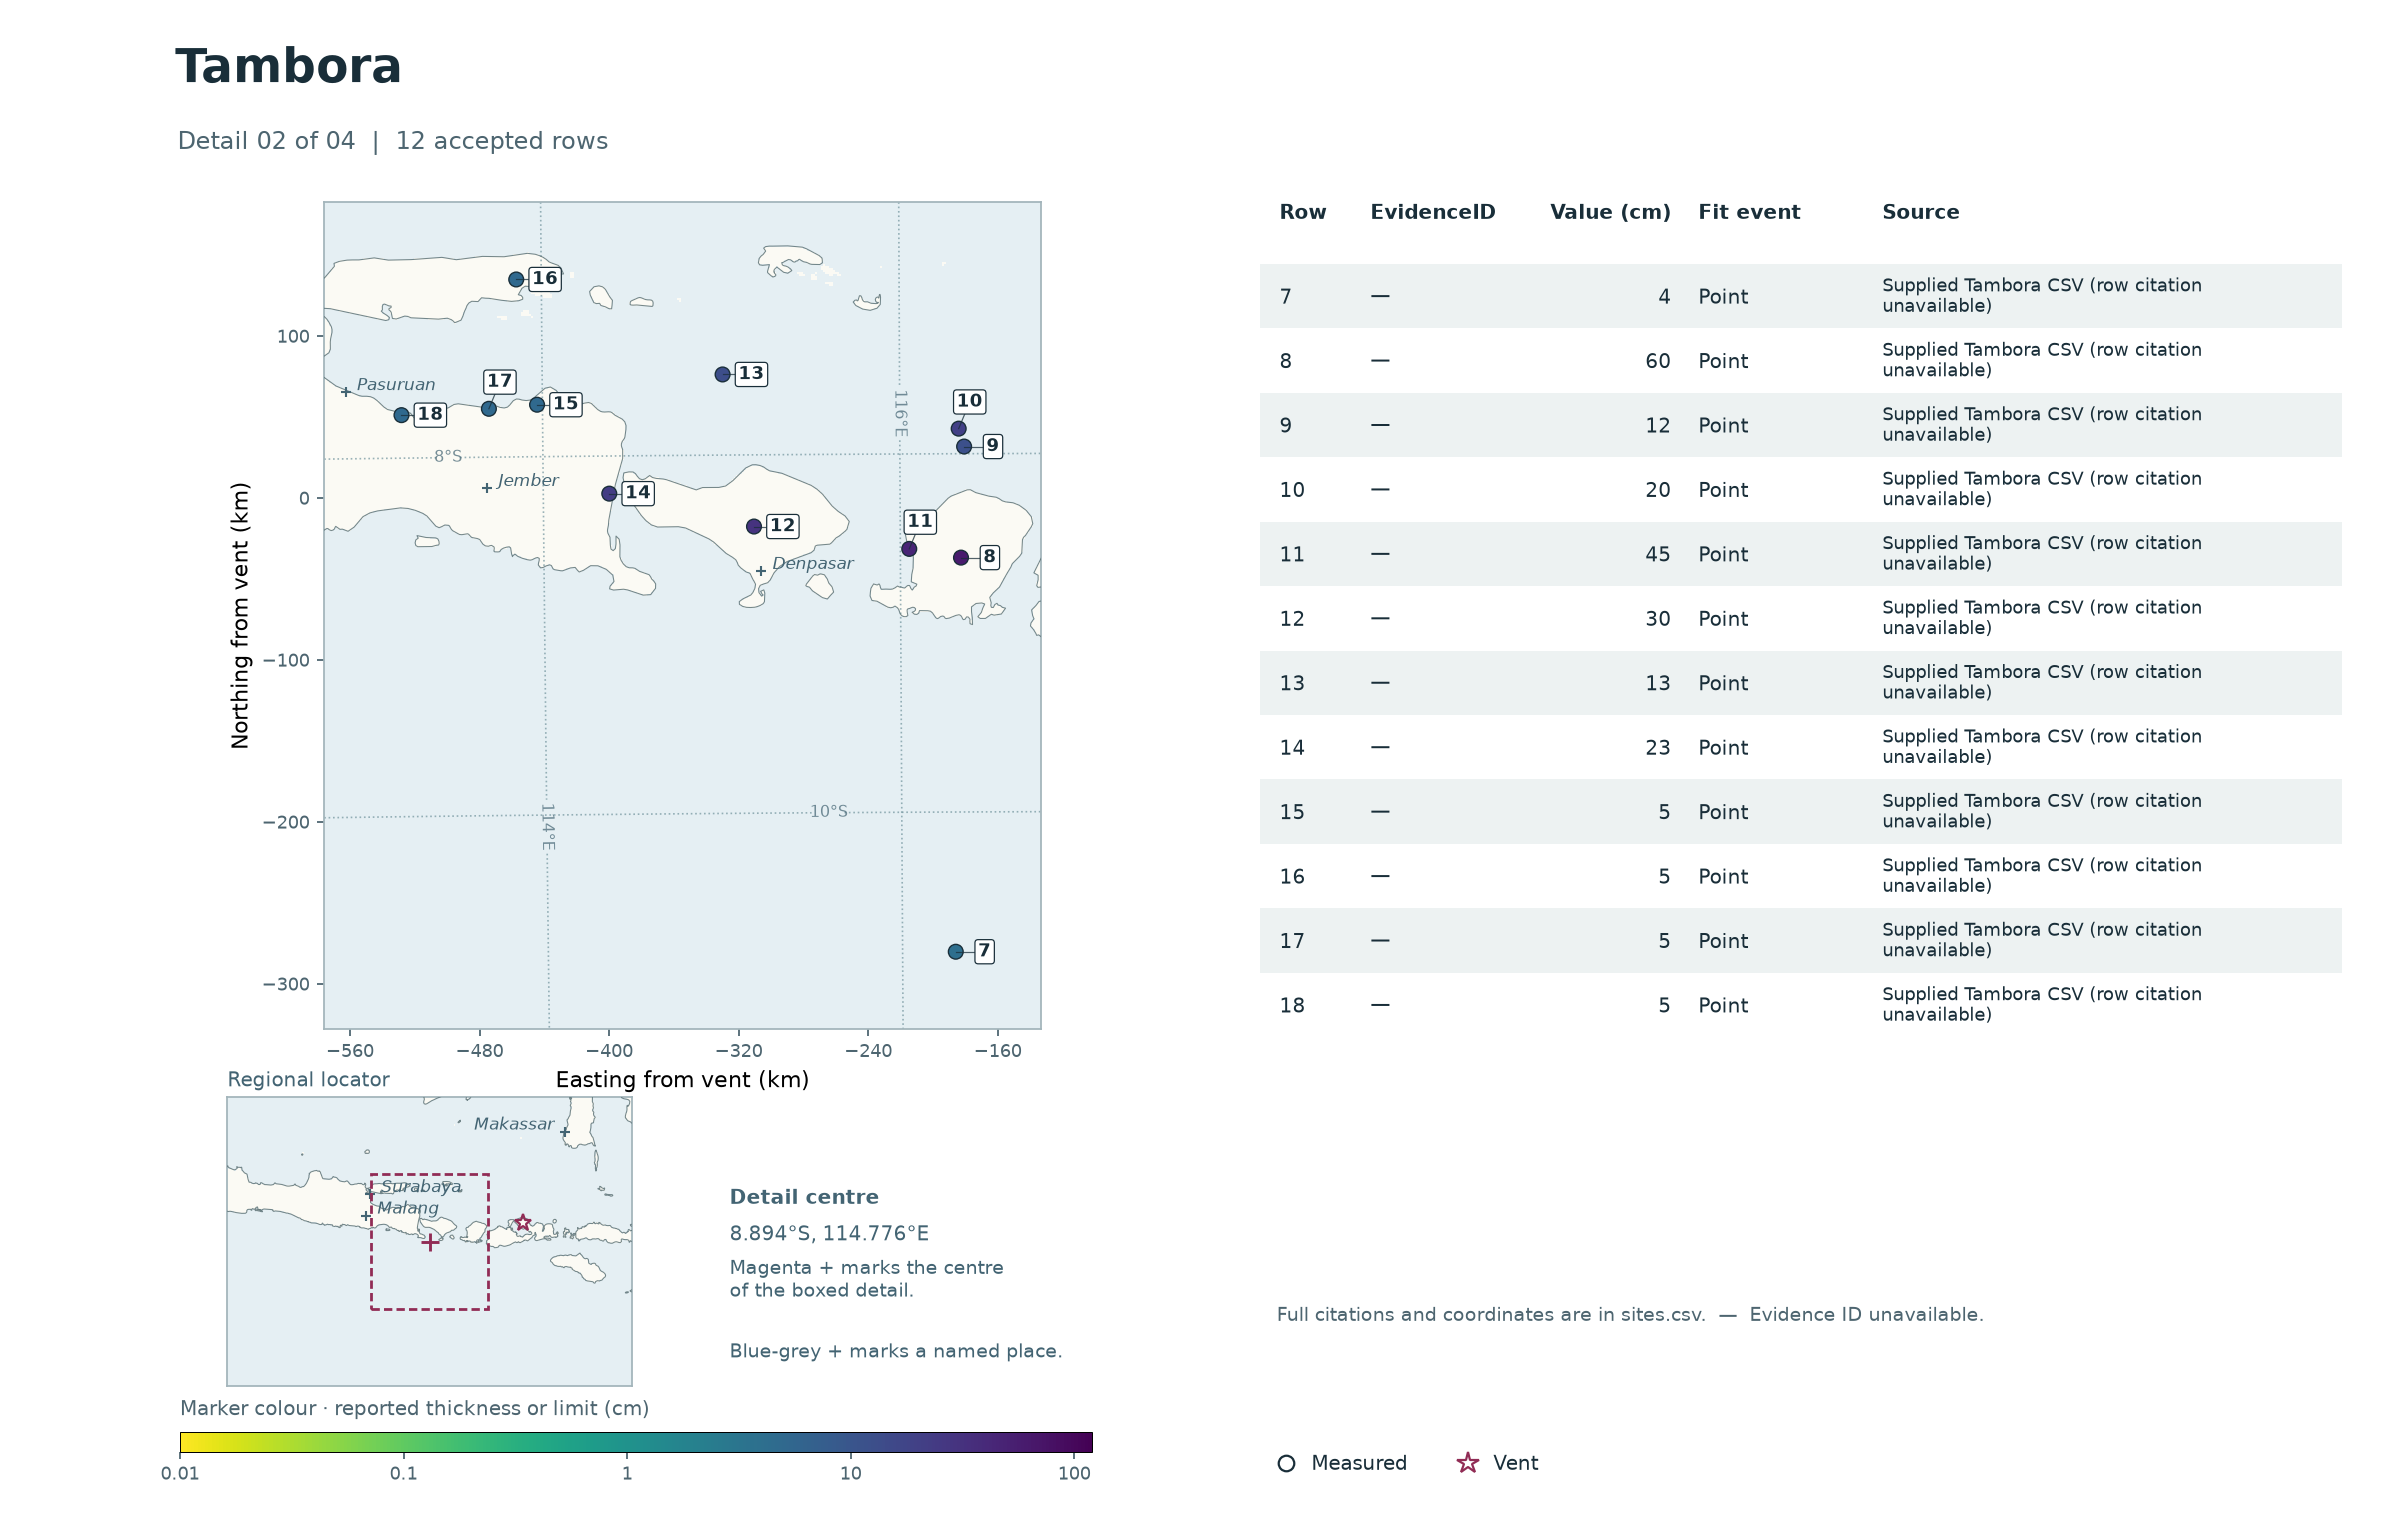 Tambora
Detail 02 of 04 | 12 accepted rows
16
100
13
Pasuruan
17
15
18
116°E
10
9
8°S
Jember
0
14
12
11
8
Denpasar
Northing from vent (km)
−100
114°E
10°S
−200
7
−300
−560 −480 −400 −320 −240 −160
Easting from vent (km)
Regional locator
Makassar
Surabaya
Malang
Detail centre
8.894°S, 114.776°E
Magenta + marks the centre
of the boxed detail.
Blue-grey + marks a named place.
Marker colour · reported thickness or limit (cm)
0.01 0.1 1 10 100
Row EvidenceID Value (cm) Fit event Source
7 — 4 Point Supplied Tambora CSV (row citation
unavailable)
8 — 60 Point Supplied Tambora CSV (row citation
unavailable)
9 — 12 Point Supplied Tambora CSV (row citation
unavailable)
10 — 20 Point Supplied Tambora CSV (row citation
unavailable)
11 — 45 Point Supplied Tambora CSV (row citation
unavailable)
12 — 30 Point Supplied Tambora CSV (row citation
unavailable)
13 — 13 Point Supplied Tambora CSV (row citation
unavailable)
14 — 23 Point Supplied Tambora CSV (row citation
unavailable)
15 — 5 Point Supplied Tambora CSV (row citation
unavailable)
16 — 5 Point Supplied Tambora CSV (row citation
unavailable)
17 — 5 Point Supplied Tambora CSV (row citation
unavailable)
18 — 5 Point Supplied Tambora CSV (row citation
unavailable)
Full citations and coordinates are in sites.csv. — Evidence ID unavailable.
Measured Vent